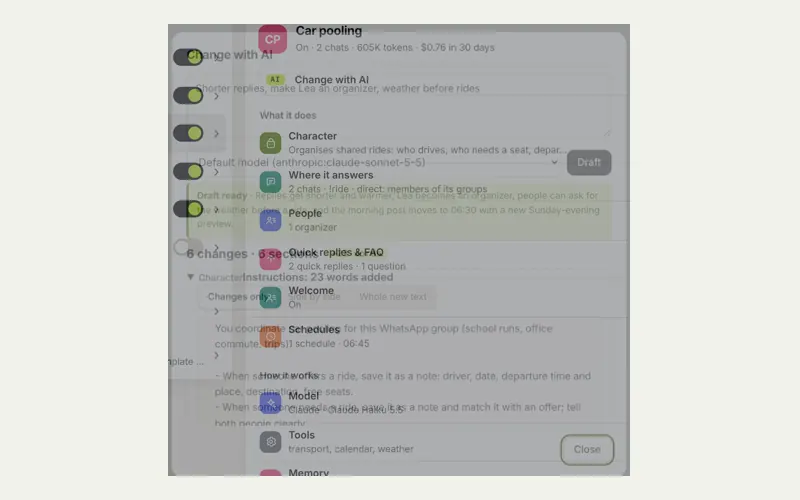 Car pooling
CP
On · 2 chats · 605K tokens · $0.76 in 30 days
Change with AI
AI Change with AI
Shorter replies, make Lea an organizer, weather before rides
What it does
Character
Organises shared rides: who drives, who needs a seat, depar...
Default model (anthropic:claude-sonnet-5-5)
Draft
Where it answers
2 chats · !ride · direct: members of its groups
Draft ready · Replies get shorter and warmer, Lea becomes an organizer, people can ask for
the weather before a ride, and the morning post moves to 06:30 with a new Sunday-evening
preview.
People
1 organizer
Quick replies & FAQ
2 quick replies · 1 question
6 changes · 6 sections
Character Instructions: 23 words added
Welcome
On
Changes only
Side by side
Whole new text
Schedules
1 schedule · 06:45
You coordinate for this WhatsApp group (school runs, office
commute, trips).
mplate ...
How it works
- When someone offers a ride, save it as a note: driver, date, departure time and
place, destination, free seats.
Model
Claude · Claude Haiku 5.5
- When someone needs a ride, save it as a note and match it with an offer; tell
both people clearly
Tools
transport, calendar, weather
Close
Memory